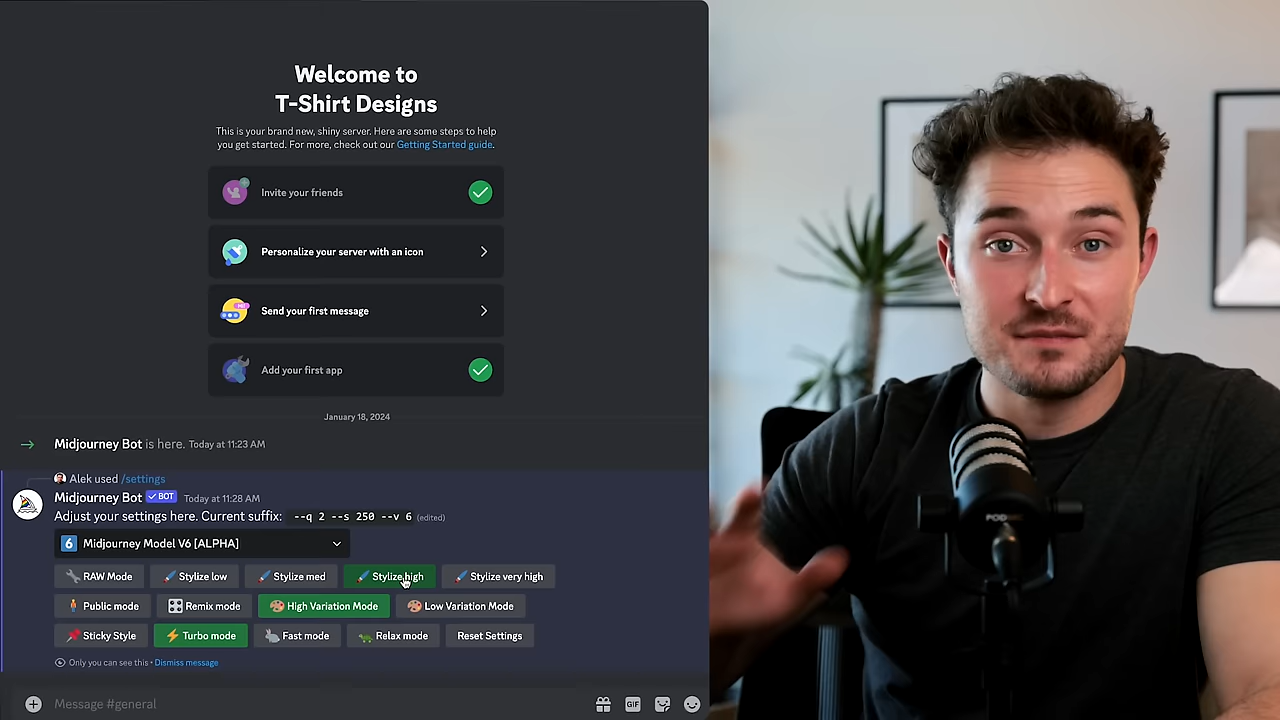 Welcome to
T-Shirt Designs
This is your brand new, shiny server. Here are some steps to help
you get started. For more, check out our Getting Started guide.
Invite your friends
Personalize your server with an icon
Send your first message
Add your first app
January 18, 2024
Midjourney Bot is here. Today at 11:23 AM
Alek used /settings
Midjourney Bot BOT Today at 11:28 AM
Adjust your settings here. Current suffix: --q 2 --s 250 --v 6 (edited)
6 Midjourney Model V6 [ALPHA]
RAW Mode Stylize low Stylize med Stylize high Stylize very high
Public mode Remix mode High Variation Mode Low Variation Mode
Sticky Style Turbo mode Fast mode Relax mode Reset Settings
Only you can see this • Dismiss message
Message #general
GIF